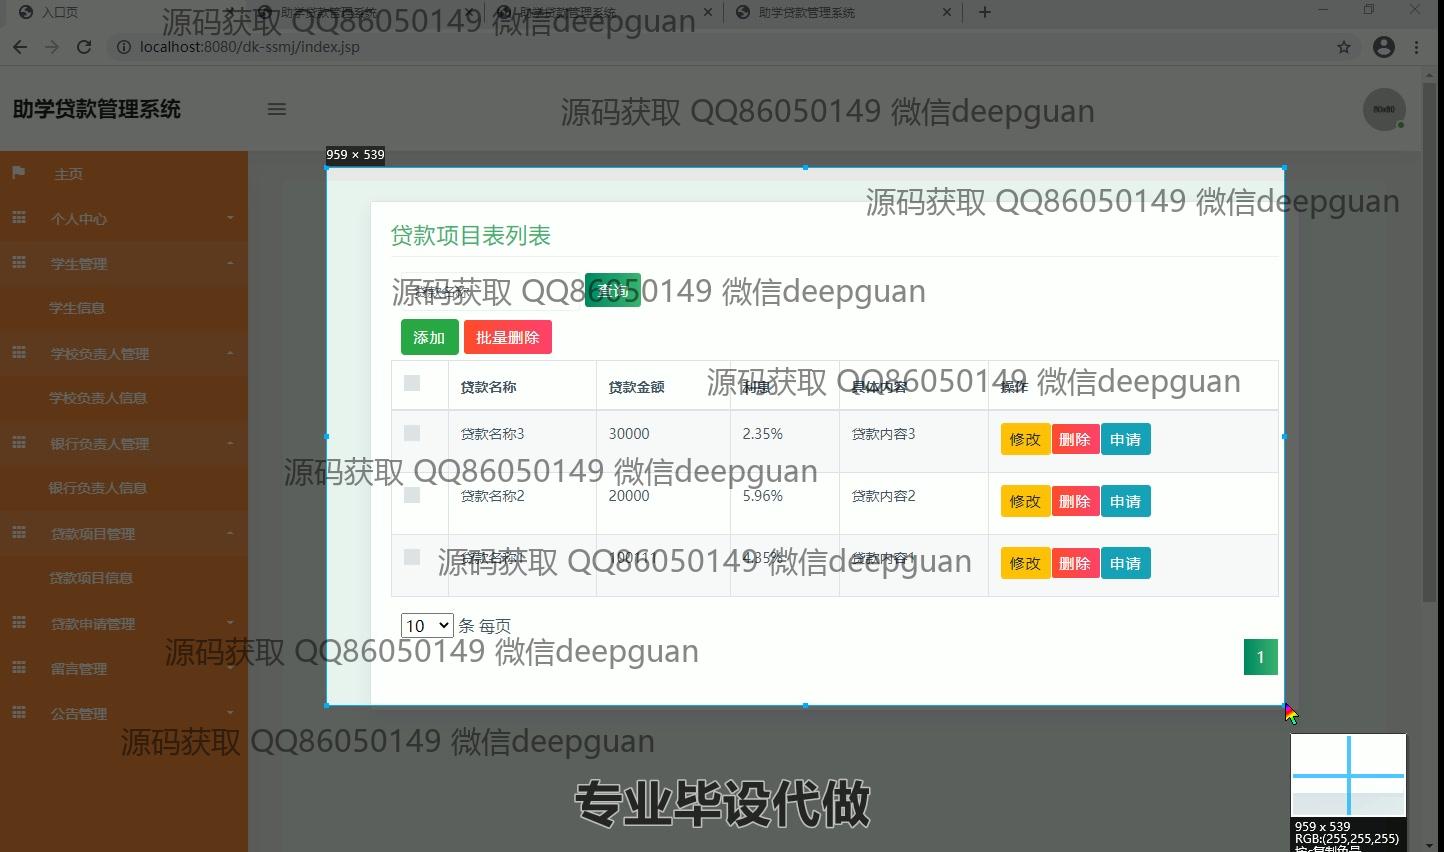 入口页
助学贷款管理系统
助学贷款管理系统
助学贷款管理系统
源码获取 QQ86050149 微信deepguan
localhost:8080/dk-ssmj/index.jsp
助学贷款管理系统
源码获取 QQ86050149 微信deepguan
80x80
主页
959 × 539
源码获取 QQ86050149 微信deepguan
个人中心
贷款项目表列表
学生管理
贷款名称
查询
源码获取 QQ86050149 微信deepguan
学生信息
添加 批量删除
学校负责人管理
贷款名称 贷款金额 利息 具体内容 操作
源码获取 QQ86050149 微信deepguan
学校负责人信息
贷款名称3 30000 2.35% 贷款内容3 修改 删除 申请
银行负责人管理
源码获取 QQ86050149 微信deepguan
银行负责人信息
贷款名称2 20000 5.96% 贷款内容2 修改 删除 申请
贷款项目管理
贷款名称1 4.35% 贷款内容1 修改 删除 申请
源码获取 QQ86050149 微信deepguan
贷款项目信息
贷款申请管理
10 条 每页
源码获取 QQ86050149 微信deepguan
1
留言管理
公告管理
源码获取 QQ86050149 微信deepguan
专业毕设代做
959 x 539
RGB:(255,255,255)